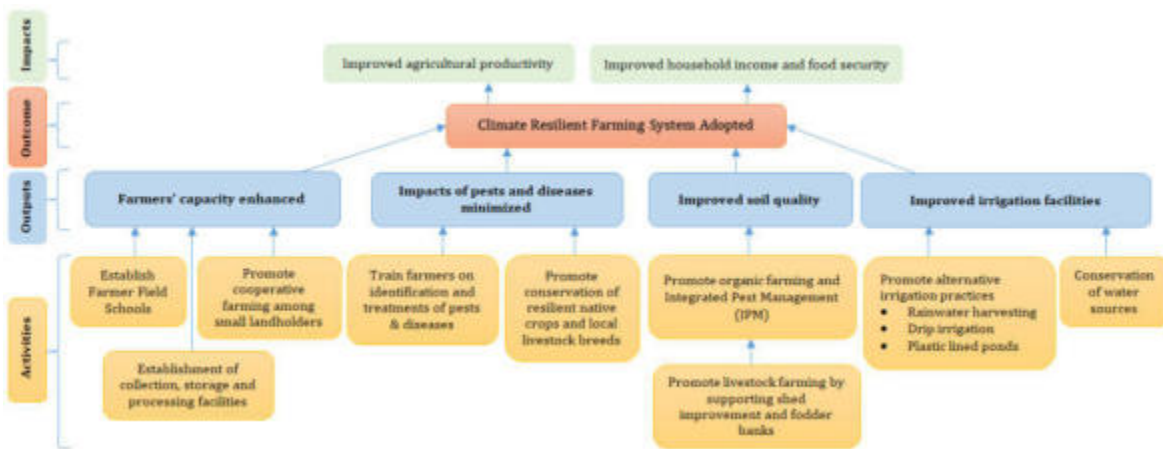 Impacts
Improved agricultural productivity
Improved household income and food security
Outcome
Climate Resilient Farming System Adopted
Outputs
Farmers' capacity enhanced
Impacts of pests and diseases
minimized
Improved soil quality
Improved irrigation facilities
Activities
Establish
Farmer Field
Schools
Promote
cooperative
farming among
small landholders
Train farmers on
identification and
treatments of pests
& diseases
Promote
conservation of
resilient native
crops and local
livestock breeds
Promote organic farming and
Integrated Pest Management
(IPM)
Promote alternative
irrigation practices
● Rainwater harvesting
● Drip irrigation
● Plastic lined ponds
Conservation
of water
sources
Establishment of
collection, storage and
processing facilities
Promote livestock farming by
supporting shed
improvement and fodder
banks